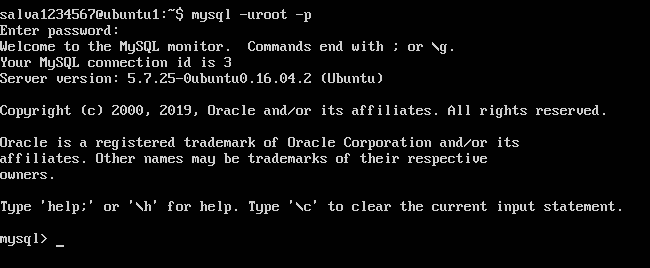 salva1234567@ubuntu1:~$ mysql -uroot -p
Enter password:
Welcome to the MySQL monitor.  Commands end with ; or \g.
Your MySQL connection id is 3
Server version: 5.7.25-0ubuntu0.16.04.2 (Ubuntu)
Copyright (c) 2000, 2019, Oracle and/or its affiliates. All rights reserved.
Oracle is a registered trademark of Oracle Corporation and/or its
affiliates. Other names may be trademarks of their respective
owners.
Type 'help;' or '\h' for help. Type '\c' to clear the current input statement.
mysql> _